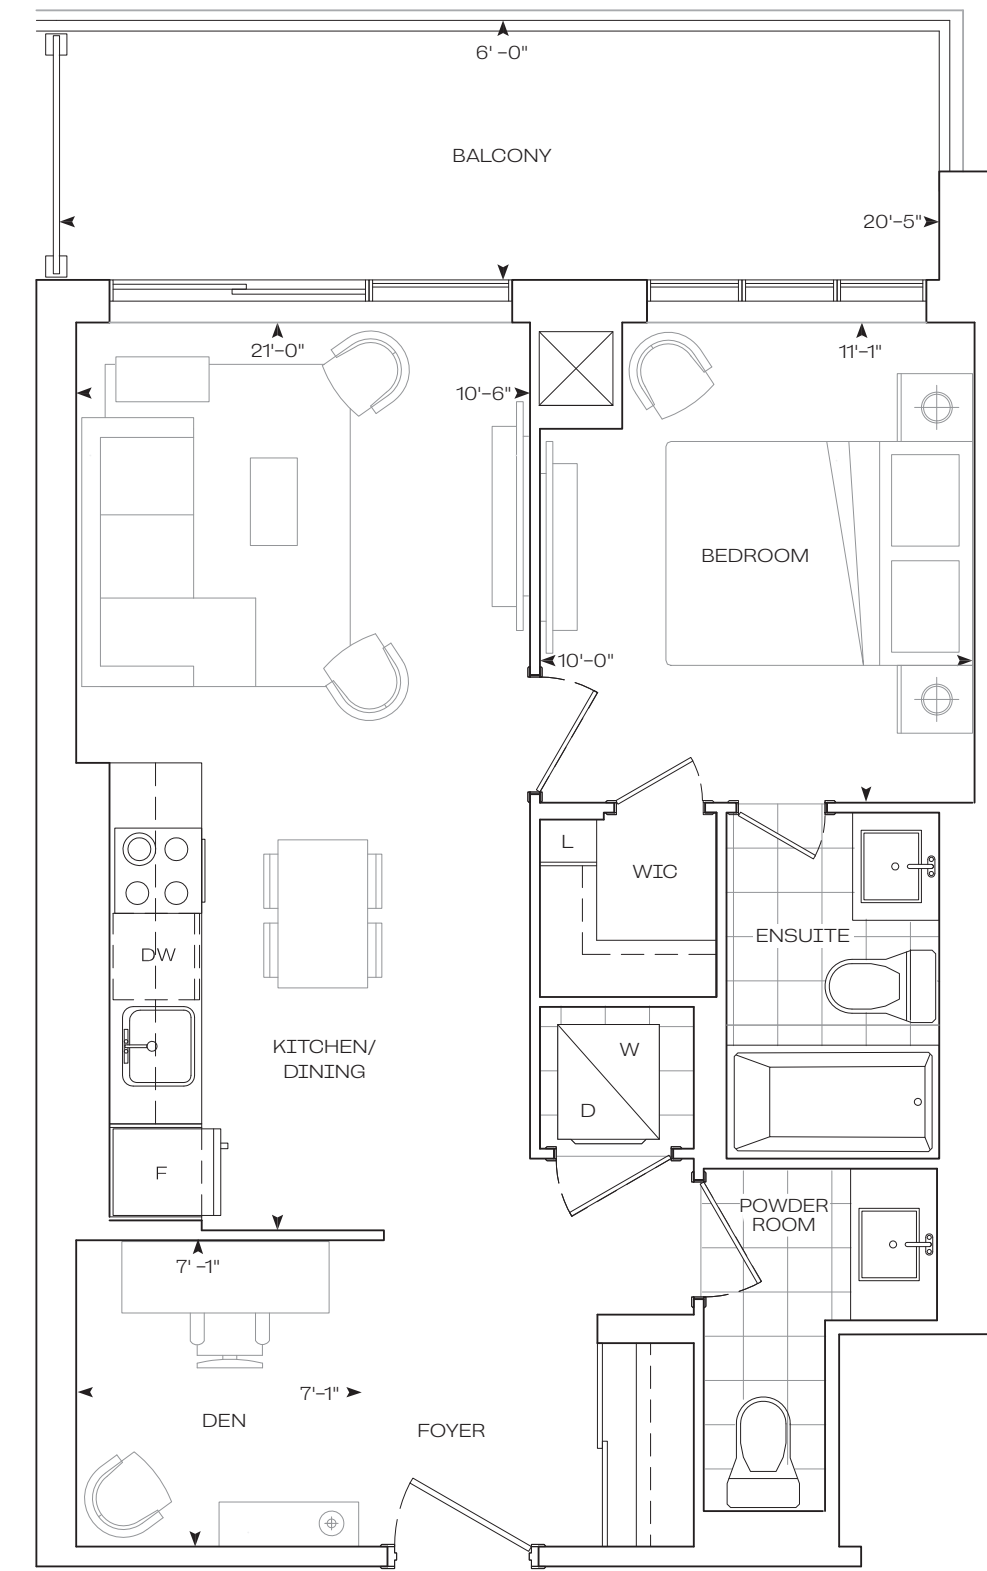 6'-0"
BALCONY
20'-5"
21'-0"
11'-1"
10'-6"
BEDROOM
10'-0"
L
WIC
ENSUITE
DW
KITCHEN/
DINING
W
D
F
POWDER
ROOM
7'-1"
7'-1"
DEN
FOYER